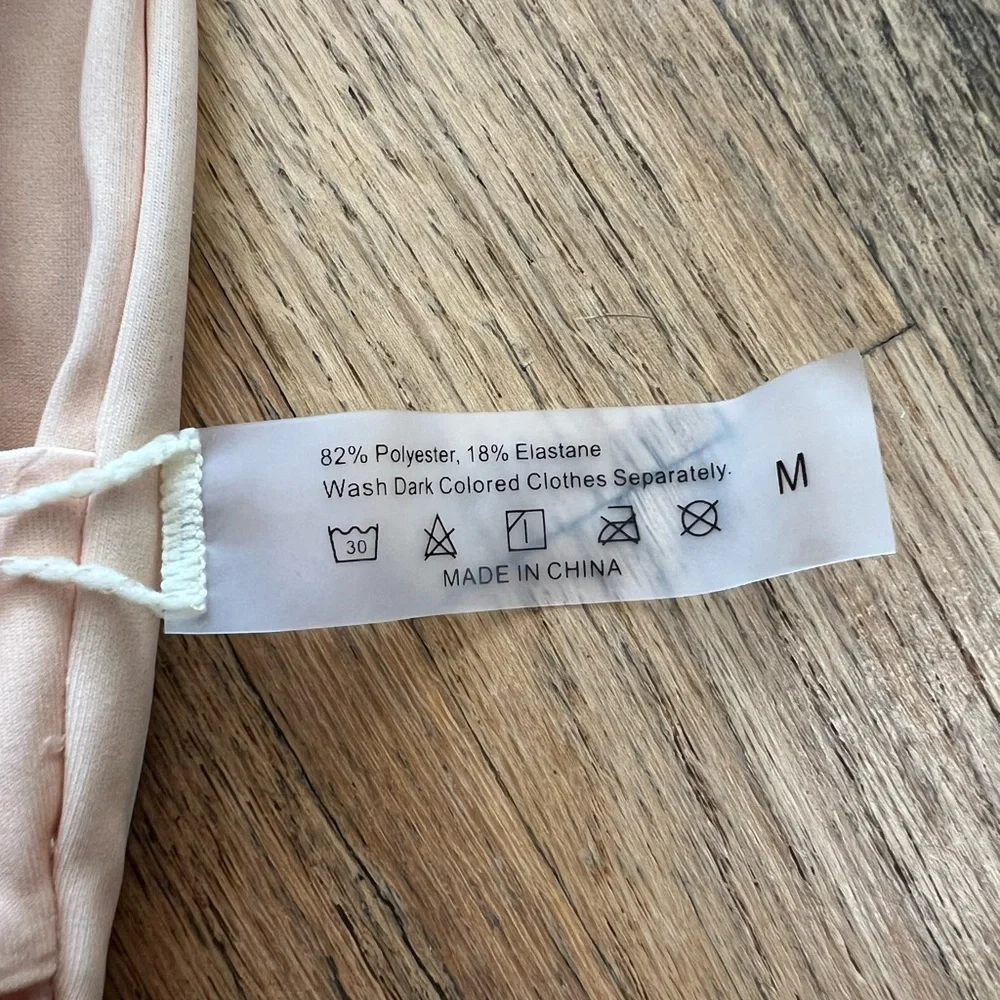 82% Polyester, 18% Elastane
Wash Dark Colored Clothes Separately.
M
30
MADE IN CHINA